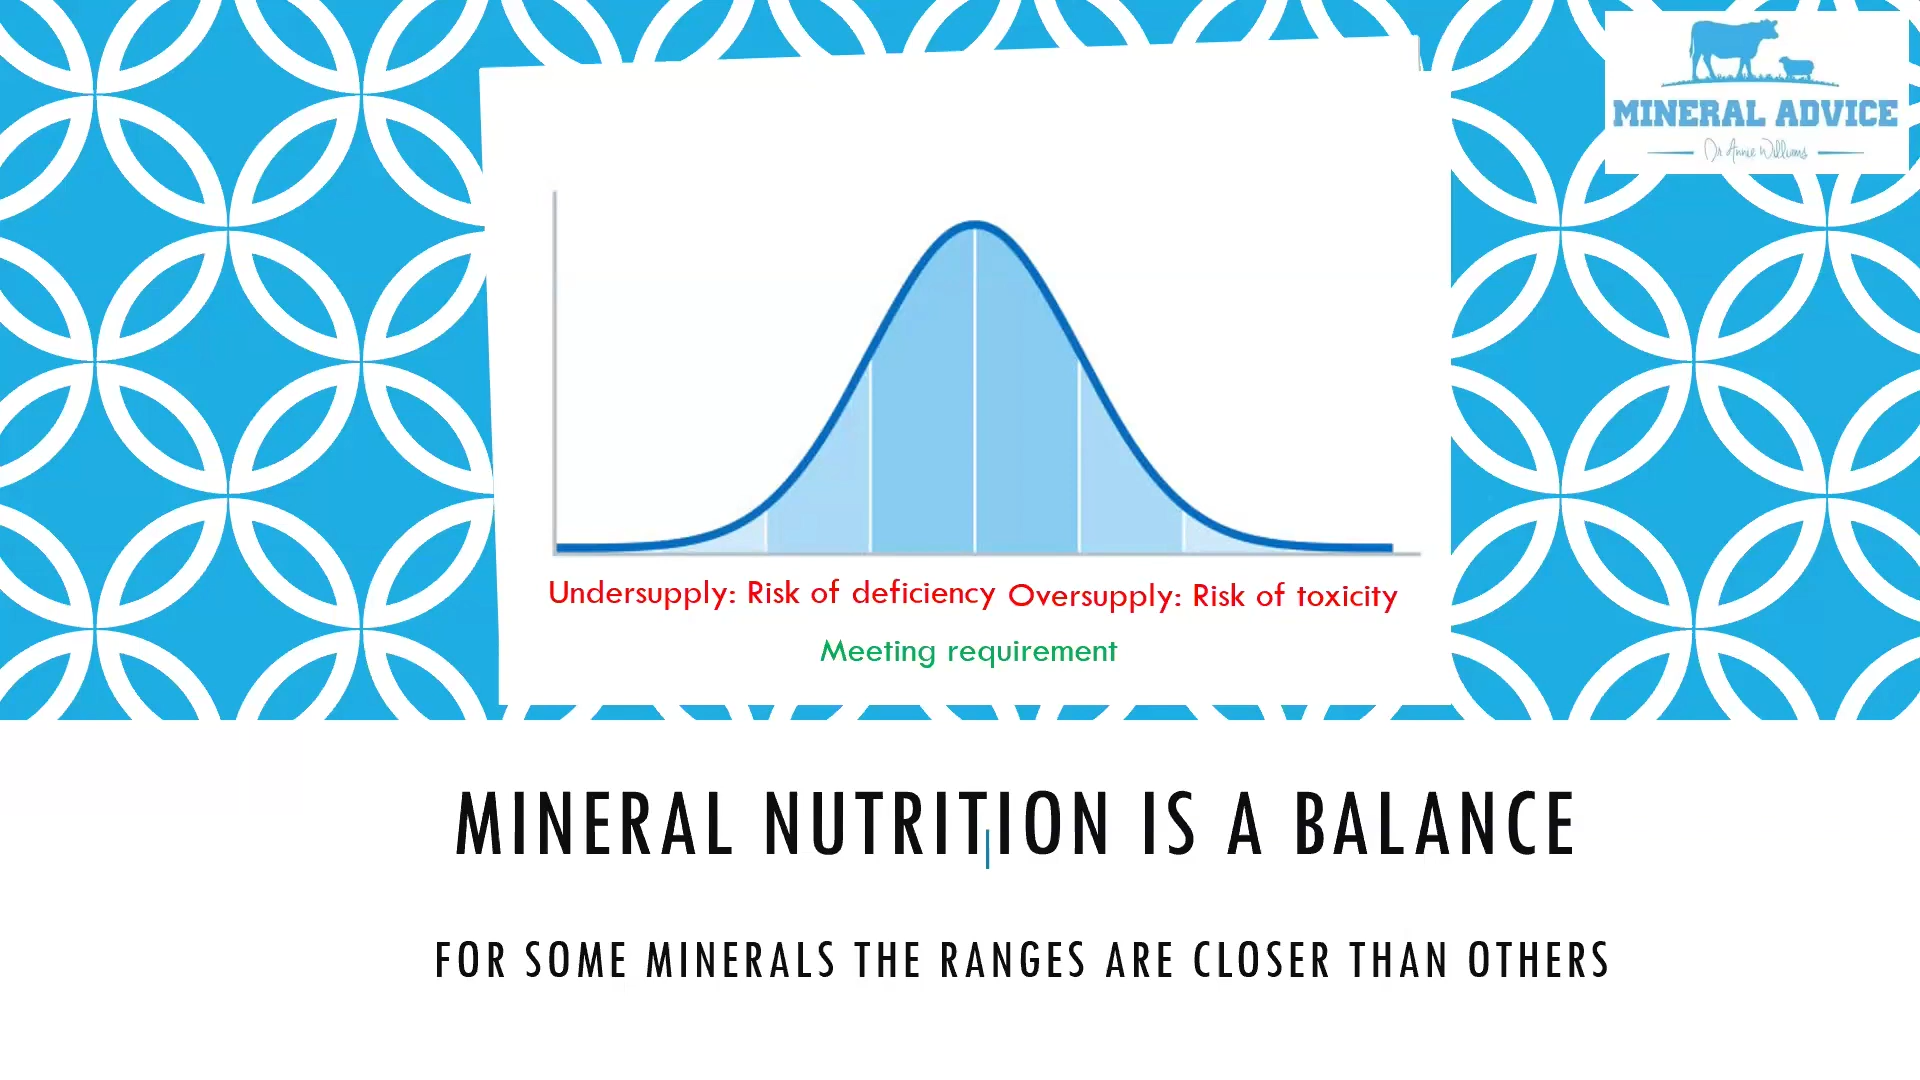 MINERAL ADVICE
Dr Annie Williams
Undersupply: Risk of deficiency
Oversupply: Risk of toxicity
Meeting requirement
MINERAL NUTRITION IS A BALANCE
FOR SOME MINERALS THE RANGES ARE CLOSER THAN OTHERS